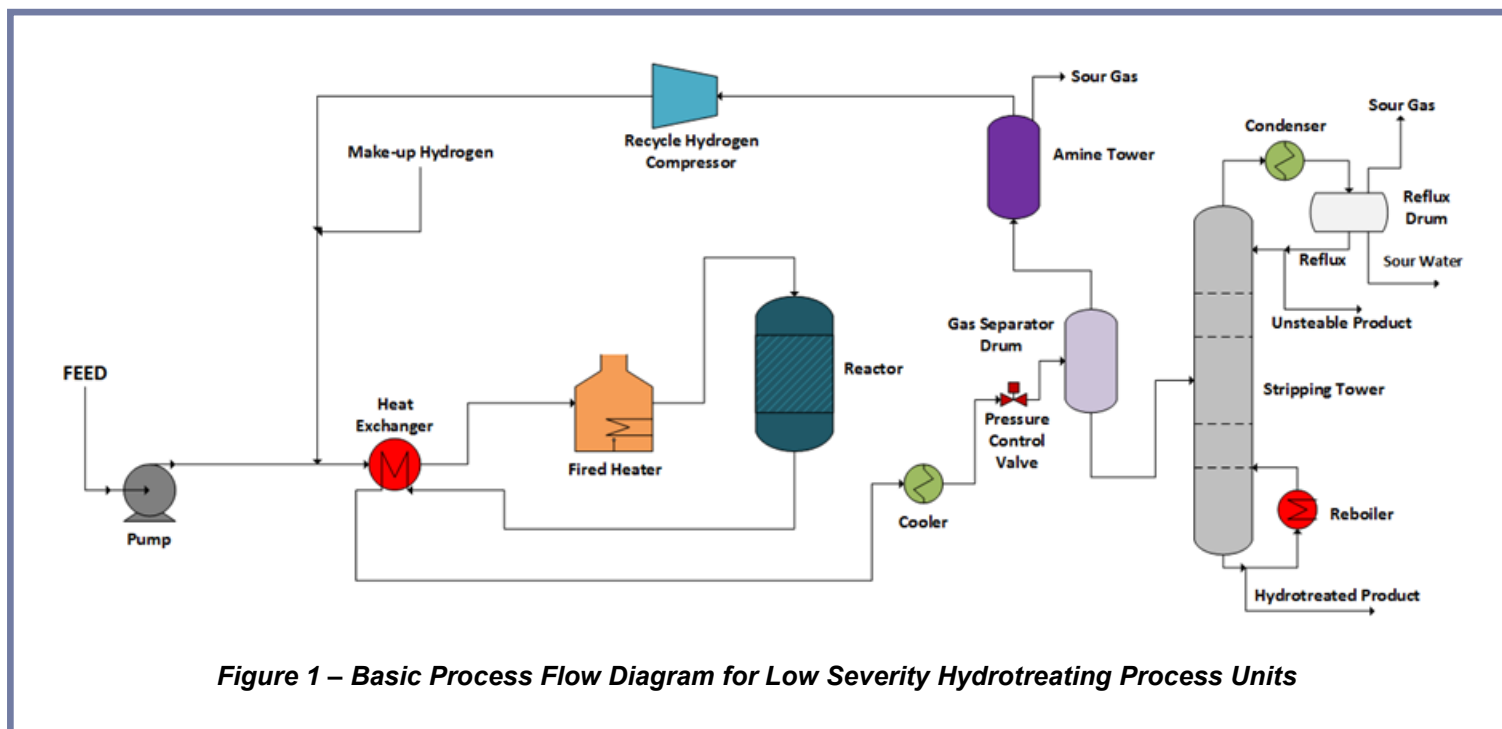 Sour Gas
Sour Gas
Condenser
Recycle Hydrogen
Compressor
Make-up Hydrogen
Amine Tower
Reflux
Drum
Reflux
Sour Water
Gas Separator
Drum
Unsteable Product
FEED
Reactor
Heat
Exchanger
Stripping Tower
Pressure
Control
Valve
Fired Heater
Cooler
Reboiler
Pump
Hydrotreated Product
Figure 1 – Basic Process Flow Diagram for Low Severity Hydrotreating Process Units